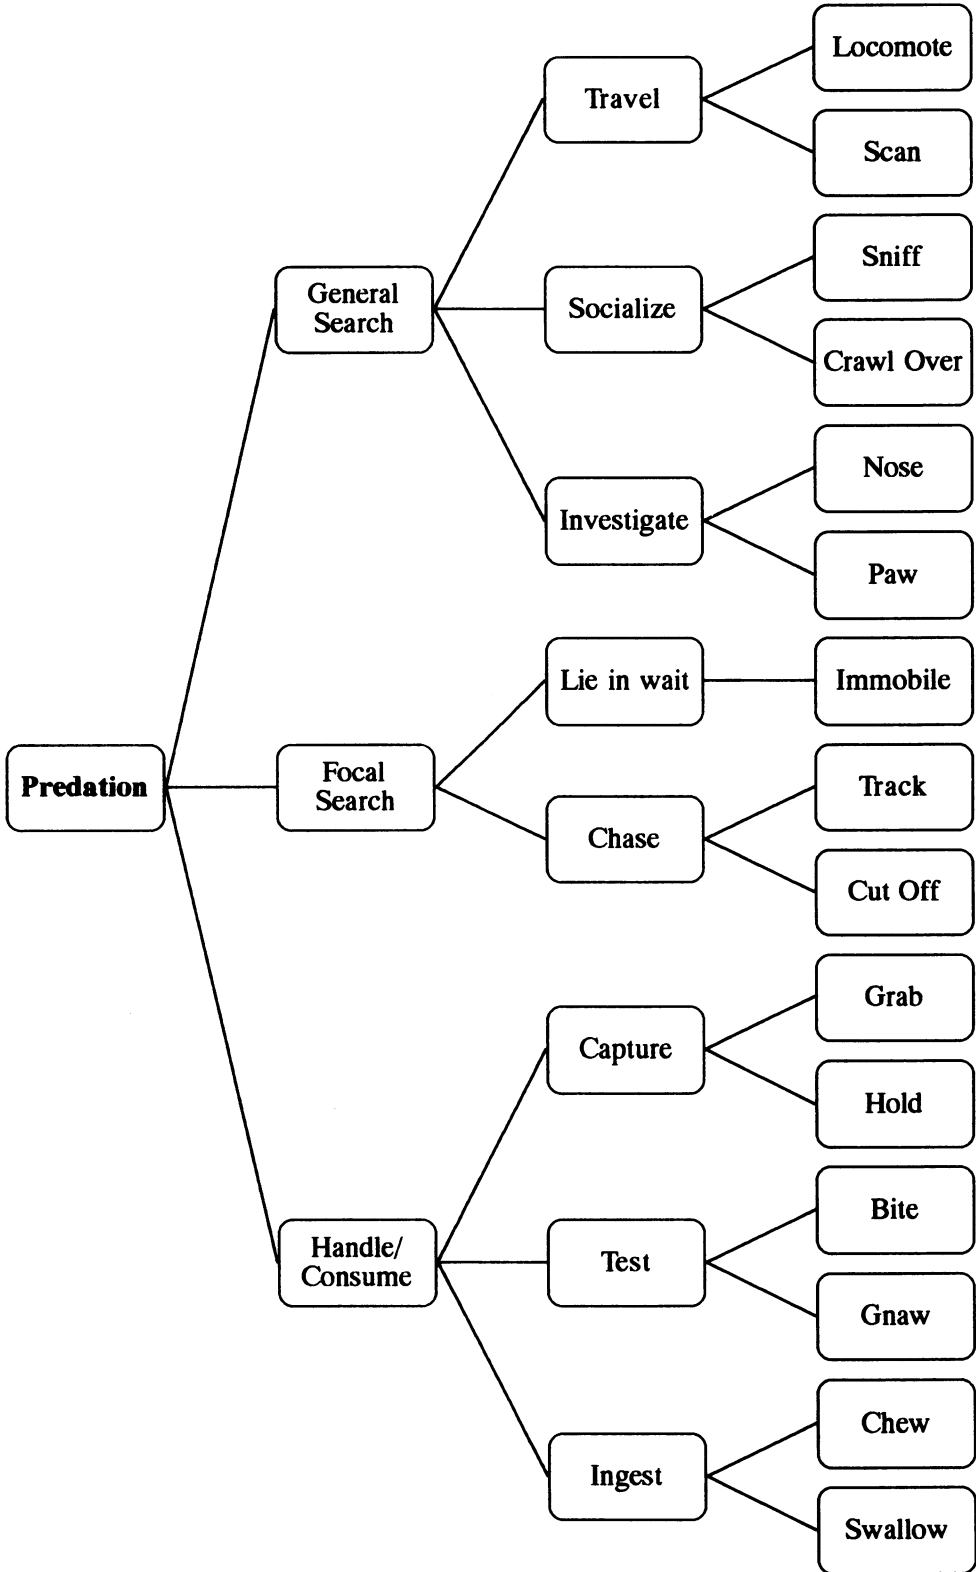 Locomote
Travel
Scan
Sniff
General
Search
Socialize
Crawl Over
Nose
Investigate
Paw
Lie in wait
Immobile
Predation
Focal
Search
Track
Chase
Cut Off
Grab
Capture
Hold
Bite
Handle/
Consume
Test
Gnaw
Chew
Ingest
Swallow